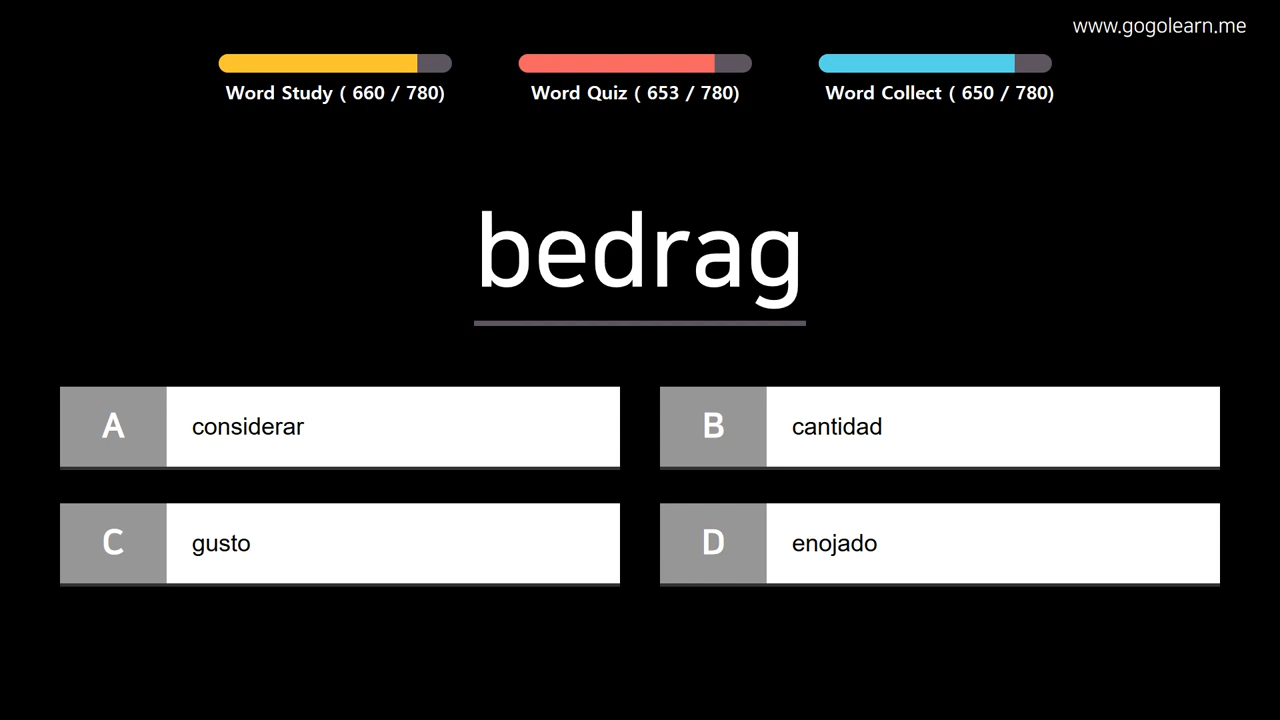 www.gogolearn.me
Word Study ( 660 / 780)
Word Quiz ( 653 / 780)
Word Collect ( 650 / 780)
bedrag
A considerar
B cantidad
C gusto
D enojado